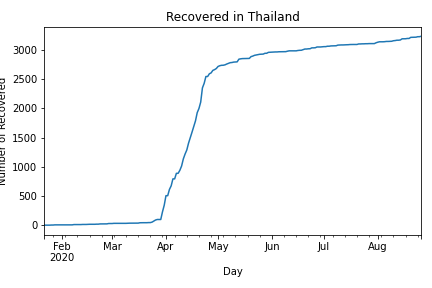 Recovered in Thailand
Number of Recovered
3000
2500
2000
1500
1000
500
0
Feb Mar Apr May Jun Jul Aug
2020
Day